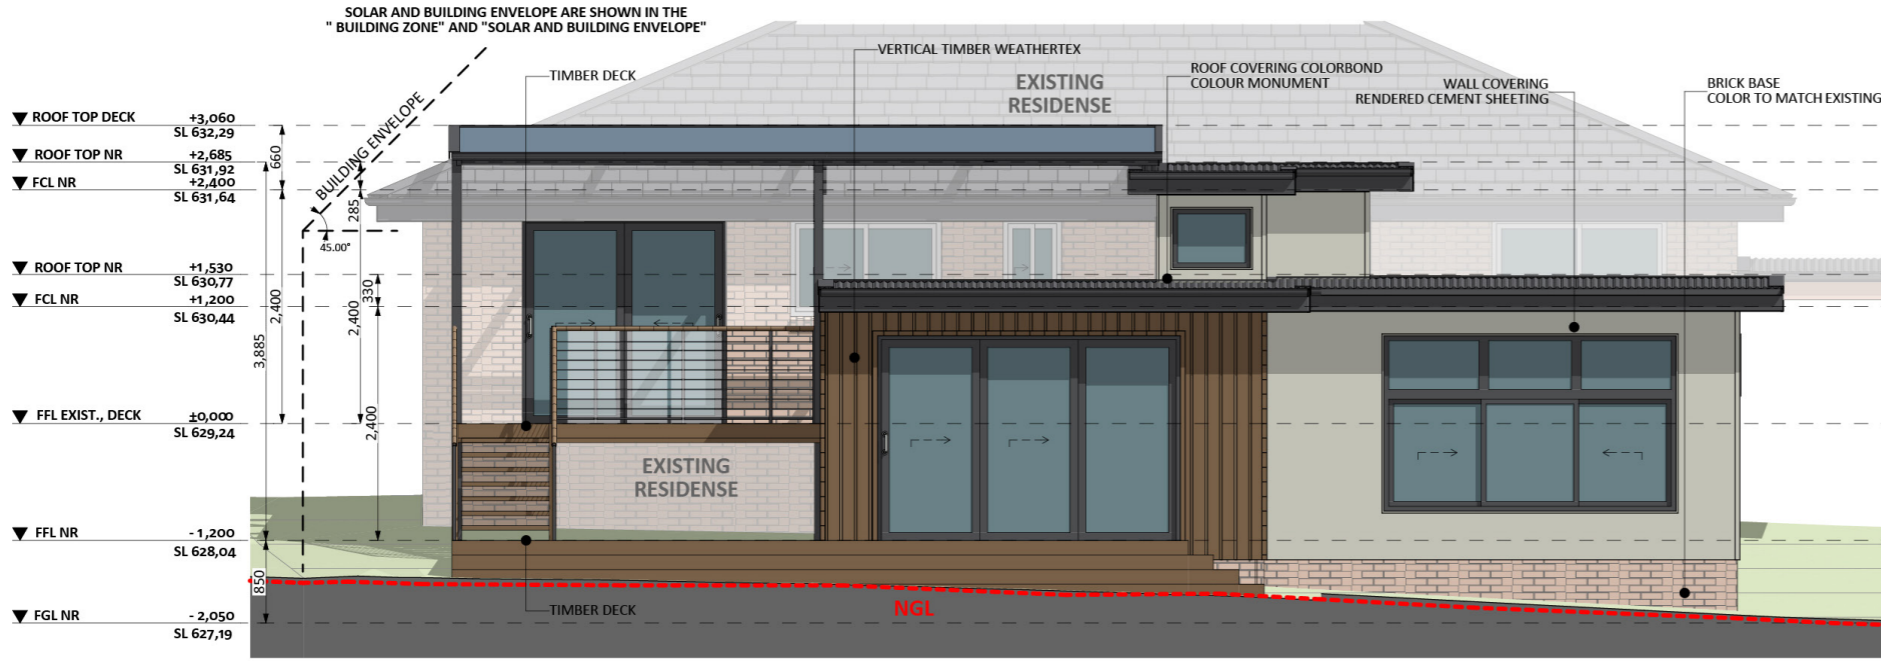 SOLAR AND BUILDING ENVELOPE ARE SHOWN IN THE
" BUILDING ZONE" AND "SOLAR AND BUILDING ENVELOPE"
BUILDING ENVELOPE
45.00°
TIMBER DECK
VERTICAL TIMBER WEATHERTEX
EXISTING
RESIDENSE
ROOF COVERING COLORBOND
COLOUR MONUMENT
WALL COVERING
RENDERED CEMENT SHEETING
BRICK BASE
COLOR TO MATCH EXISTING
ROOF TOP DECK +3,060
SL 632,29
ROOF TOP NR +2,685
SL 631,92
FCL NR +2,400
SL 631,64
ROOF TOP NR +1,530
SL 630,77
FCL NR +1,200
SL 630,44
FFL EXIST., DECK ±0,000
SL 629,24
FFL NR -1,200
SL 628,04
FGL NR -2,050
SL 627,19
660
285
2,400
2,400
330
3,885
2,400
850
EXISTING
RESIDENSE
TIMBER DECK
NGL